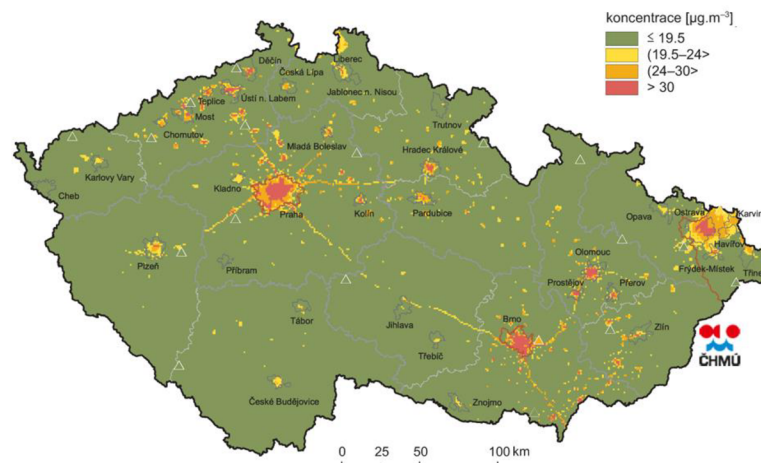 koncentrace [µg.m⁻³]
≤ 19.5
(19.5–24>
(24–30>
> 30
Děčín
Liberec
Česká Lípa
Teplice
Ústí n. Labem
Jablonec n. Nisou
Most
Trutnov
Chomutov
Mladá Boleslav
Hradec Králové
Karlovy Vary
Kladno
Cheb
Praha
Kolín
Pardubice
Opava
Ostrava
Karvin
Havířov
Plzeň
Příbram
Olomouc
Frýdek-Místek
Třine
Prostějov
Přerov
Tábor
Jihlava
Brno
Zlín
ČHMÚ
Třebíč
České Budějovice
Znojmo
0 25 50 100 km